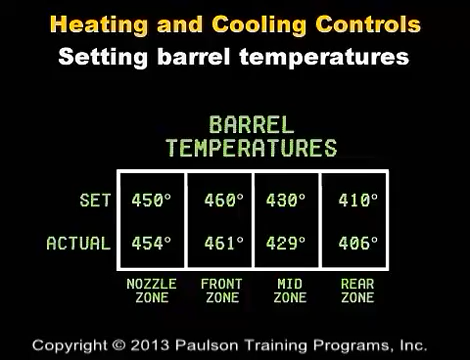 Heating and Cooling Controls
Setting barrel temperatures
BARREL
TEMPERATURES
SET 450° 460° 430° 410°
ACTUAL 454° 461° 429° 406°
NOZZLE FRONT MID REAR
ZONE ZONE ZONE ZONE
Copyright © 2013 Paulson Training Programs, Inc.